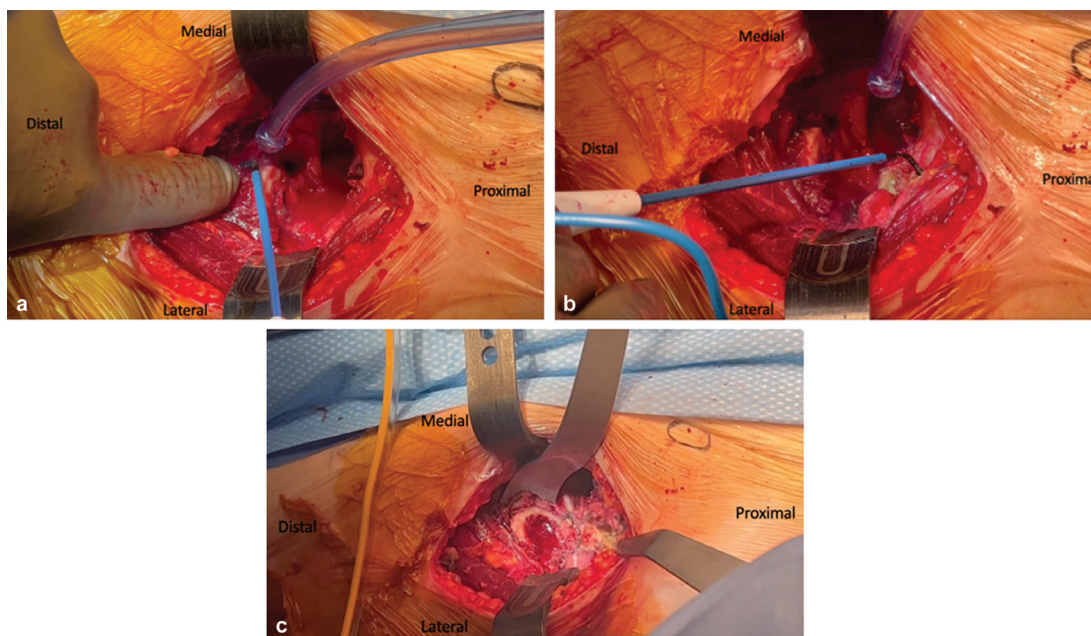 Medial
Distal
Proximal
Lateral
a
Medial
Distal
Proxima
Lateral
b
Medial
Distal
Proximal
Lateral
c